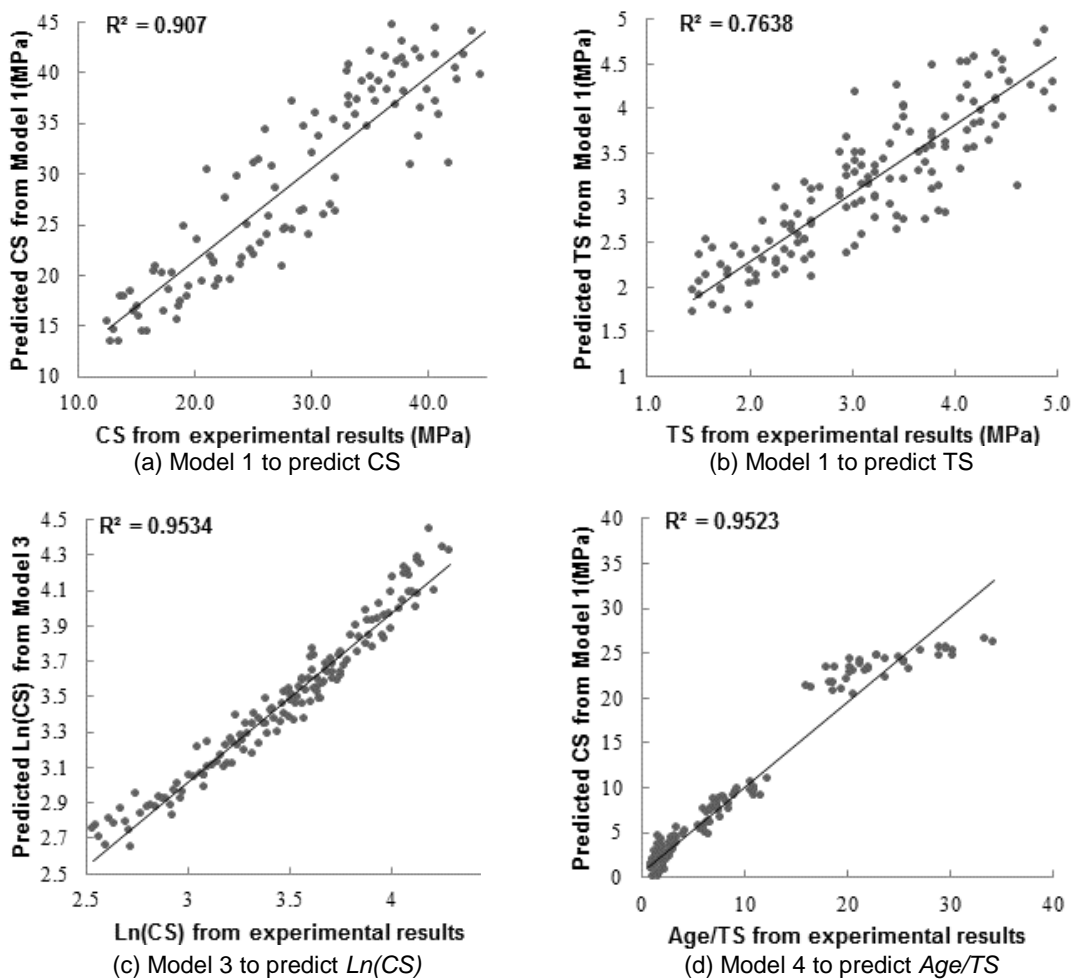 R² = 0.907
Predicted CS from Model 1(MPa)
45
40
35
30
25
20
15
10
10.0 20.0 30.0 40.0
CS from experimental results (MPa)
(a) Model 1 to predict CS
R² = 0.7638
Predicted TS from Model 1(MPa)
5
4.5
4
3.5
3
2.5
2
1.5
1
1.0 2.0 3.0 4.0 5.0
TS from experimental results (MPa)
(b) Model 1 to predict TS
R² = 0.9534
Predicted Ln(CS) from Model 3
4.5
4.3
4.1
3.9
3.7
3.5
3.3
3.1
2.9
2.7
2.5
2.5 3 3.5 4
Ln(CS) from experimental results
(c) Model 3 to predict Ln(CS)
R² = 0.9523
Predicted CS from Model 1(MPa)
40
35
30
25
20
15
10
5
0
0 10 20 30 40
Age/TS from experimental results
(d) Model 4 to predict Age/TS